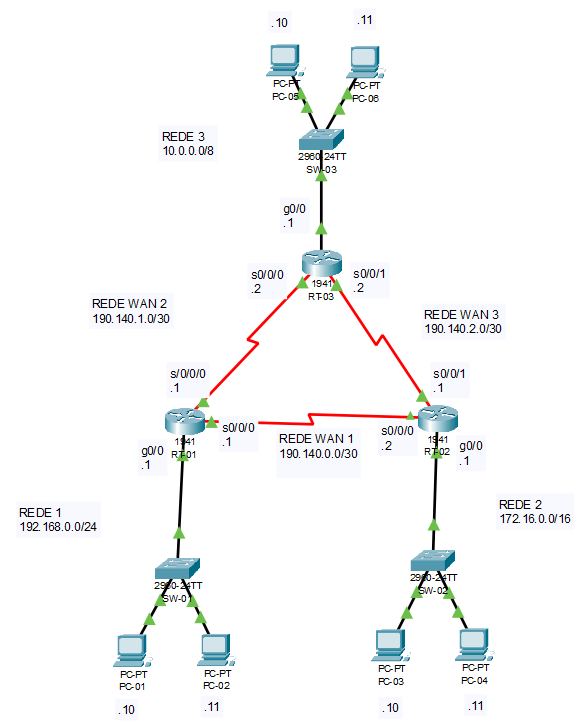 .10
.11
PC-PT
PC-05
PC-PT
PC-06
REDE 3
10.0.0.0/8
2960-24TT
SW-03
g0/0
.1
s0/0/0
.2
1941
RT-03
s0/0/1
.2
REDE WAN 2
190.140.1.0/30
REDE WAN 3
190.140.2.0/30
s/0/0/0
.1
s0/0/1
.1
1941
RT-01
s0/0/0
.1
REDE WAN 1
190.140.0.0/30
s0/0/0
.2
1941
RT-02
g0/0
.1
g0/0
.1
REDE 1
192.168.0.0/24
REDE 2
172.16.0.0/16
2960-24TT
SW-01
2960-24TT
SW-02
PC-PT
PC-01
PC-PT
PC-02
PC-PT
PC-03
PC-PT
PC-04
.10
.11
.10
.11